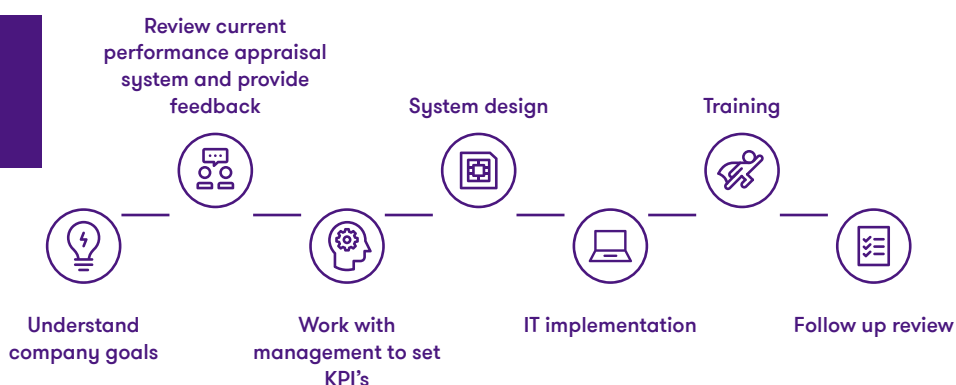 Review current
performance appraisal
system and provide
feedback
System design
Training
Understand
company goals
Work with
management to set
KPI's
IT implementation
Follow up review